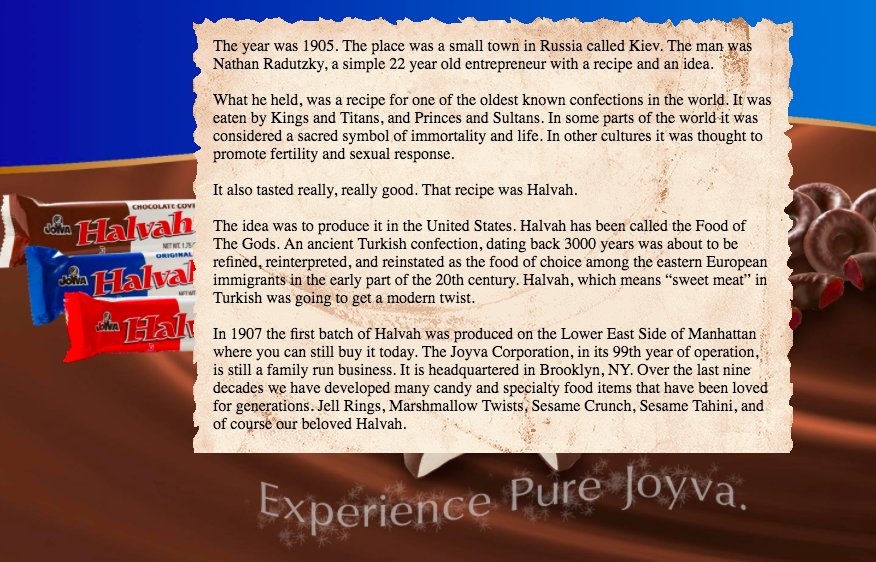 The year was 1905. The place was a small town in Russia called Kiev. The man was
Nathan Radutzky, a simple 22 year old entrepreneur with a recipe and an idea.
What he held, was a recipe for one of the oldest known confections in the world. It was
eaten by Kings and Titans, and Princes and Sultans. In some parts of the world it was
considered a sacred symbol of immortality and life. In other cultures it was thought to
promote fertility and sexual response.
It also tasted really, really good. That recipe was Halvah.
The idea was to produce it in the United States. Halvah has been called the Food of
The Gods. An ancient Turkish confection, dating back 3000 years was about to be
refined, reinterpreted, and reinstated as the food of choice among the eastern European
immigrants in the early part of the 20th century. Halvah, which means “sweet meat” in
Turkish was going to get a modern twist.
In 1907 the first batch of Halvah was produced on the Lower East Side of Manhattan
where you can still buy it today. The Joyva Corporation, in its 99th year of operation,
is still a family run business. It is headquartered in Brooklyn, NY. Over the last nine
decades we have developed many candy and specialty food items that have been loved
for generations. Jell Rings, Marshmallow Twists, Sesame Crunch, Sesame Tahini, and
of course our beloved Halvah.
CHOCOLATE COV
JOYVA Halvah
NET WT. 1.75
ORIGINAL
JOYVA Halvah
NET WT
JOYVA Halv
Experience Pure Joyva.